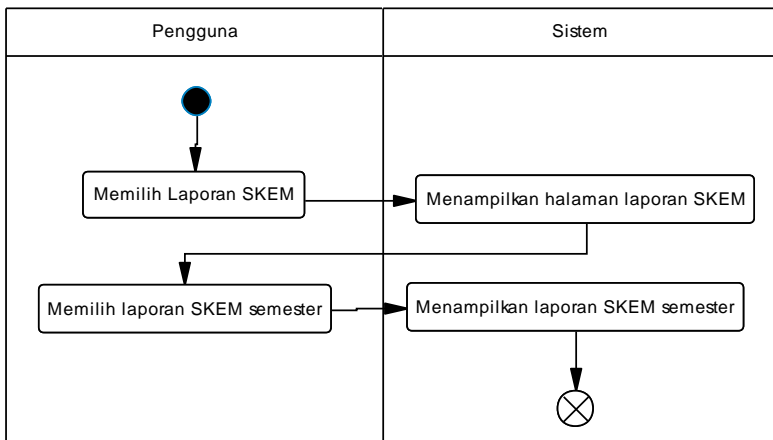 Pengguna
Sistem
Memilih Laporan SKEM
Menampilkan halaman laporan SKEM
Memilih laporan SKEM semester
Menampilkan laporan SKEM semester